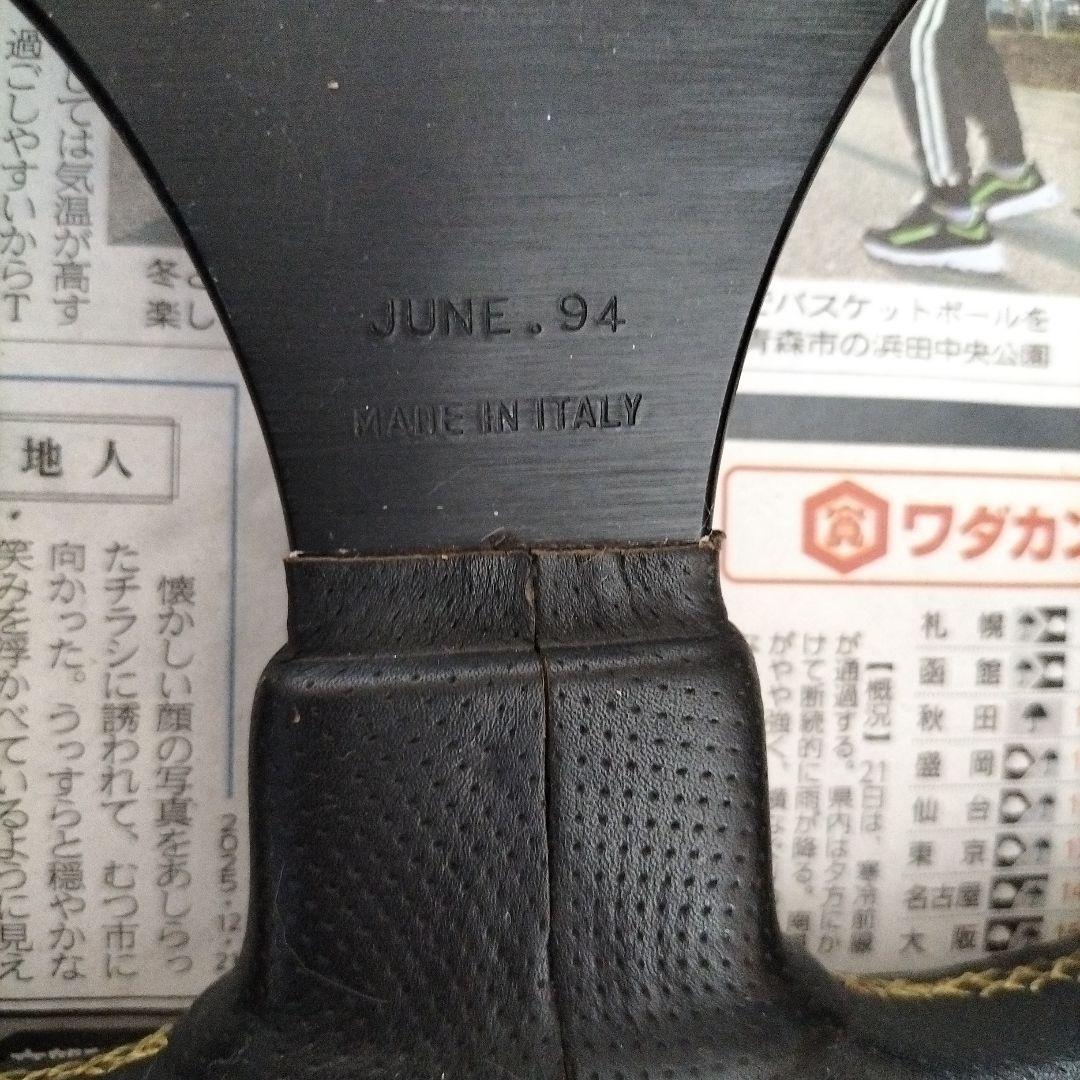 過ごしやすいからT
しては気温が高す
冬
楽し
JUNE.94
MADE IN ITALY
バスケットボールを
青森市の浜田中央公園
地人
ワダカン
懐かしい顔の写真をあしらっ
たチラシに誘われて、むつ市に
向かった。うっすらと穏やかな
笑みを浮かべているように見え
2025・12・21
【概況】21日は、寒冷前線
が通過する。県内は夕方にか
けて断続的に雨が降る。
がやや強く、
札幌
函館
秋田
盛岡
仙台
東京
名古屋
大阪